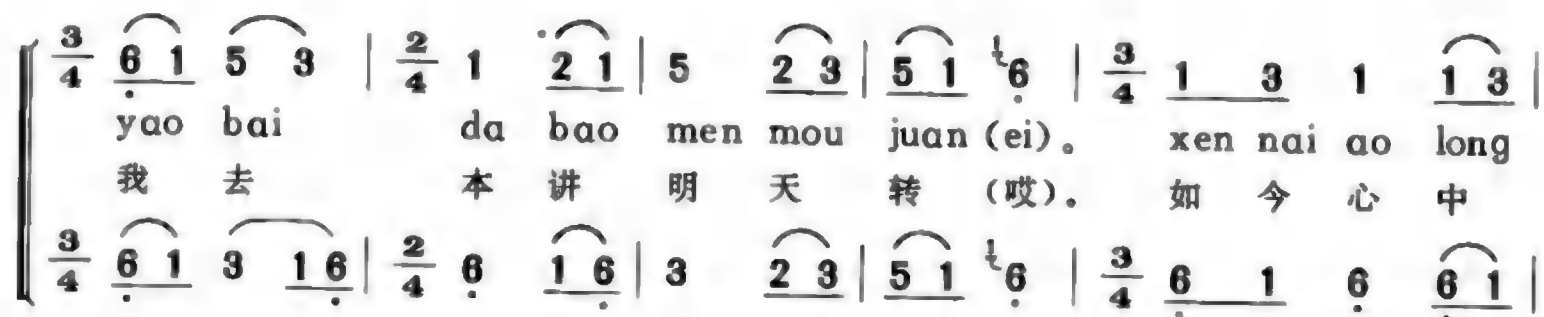 3/4 6 1 5 3 | 2/4 1 2 1 | 5 2 3 | 5 1 6 | 3/4 1 3 1 1 3 |
yao bai da bao men mou juan (ei)。 xen nai ao long
我 去 本 讲 明 天 转 (哎)。 如 今 心 中
3/4 6 1 3 1 6 | 2/4 6 1 6 | 3 2 3 | 5 1 6 | 3/4 6 1 6 6 1 |